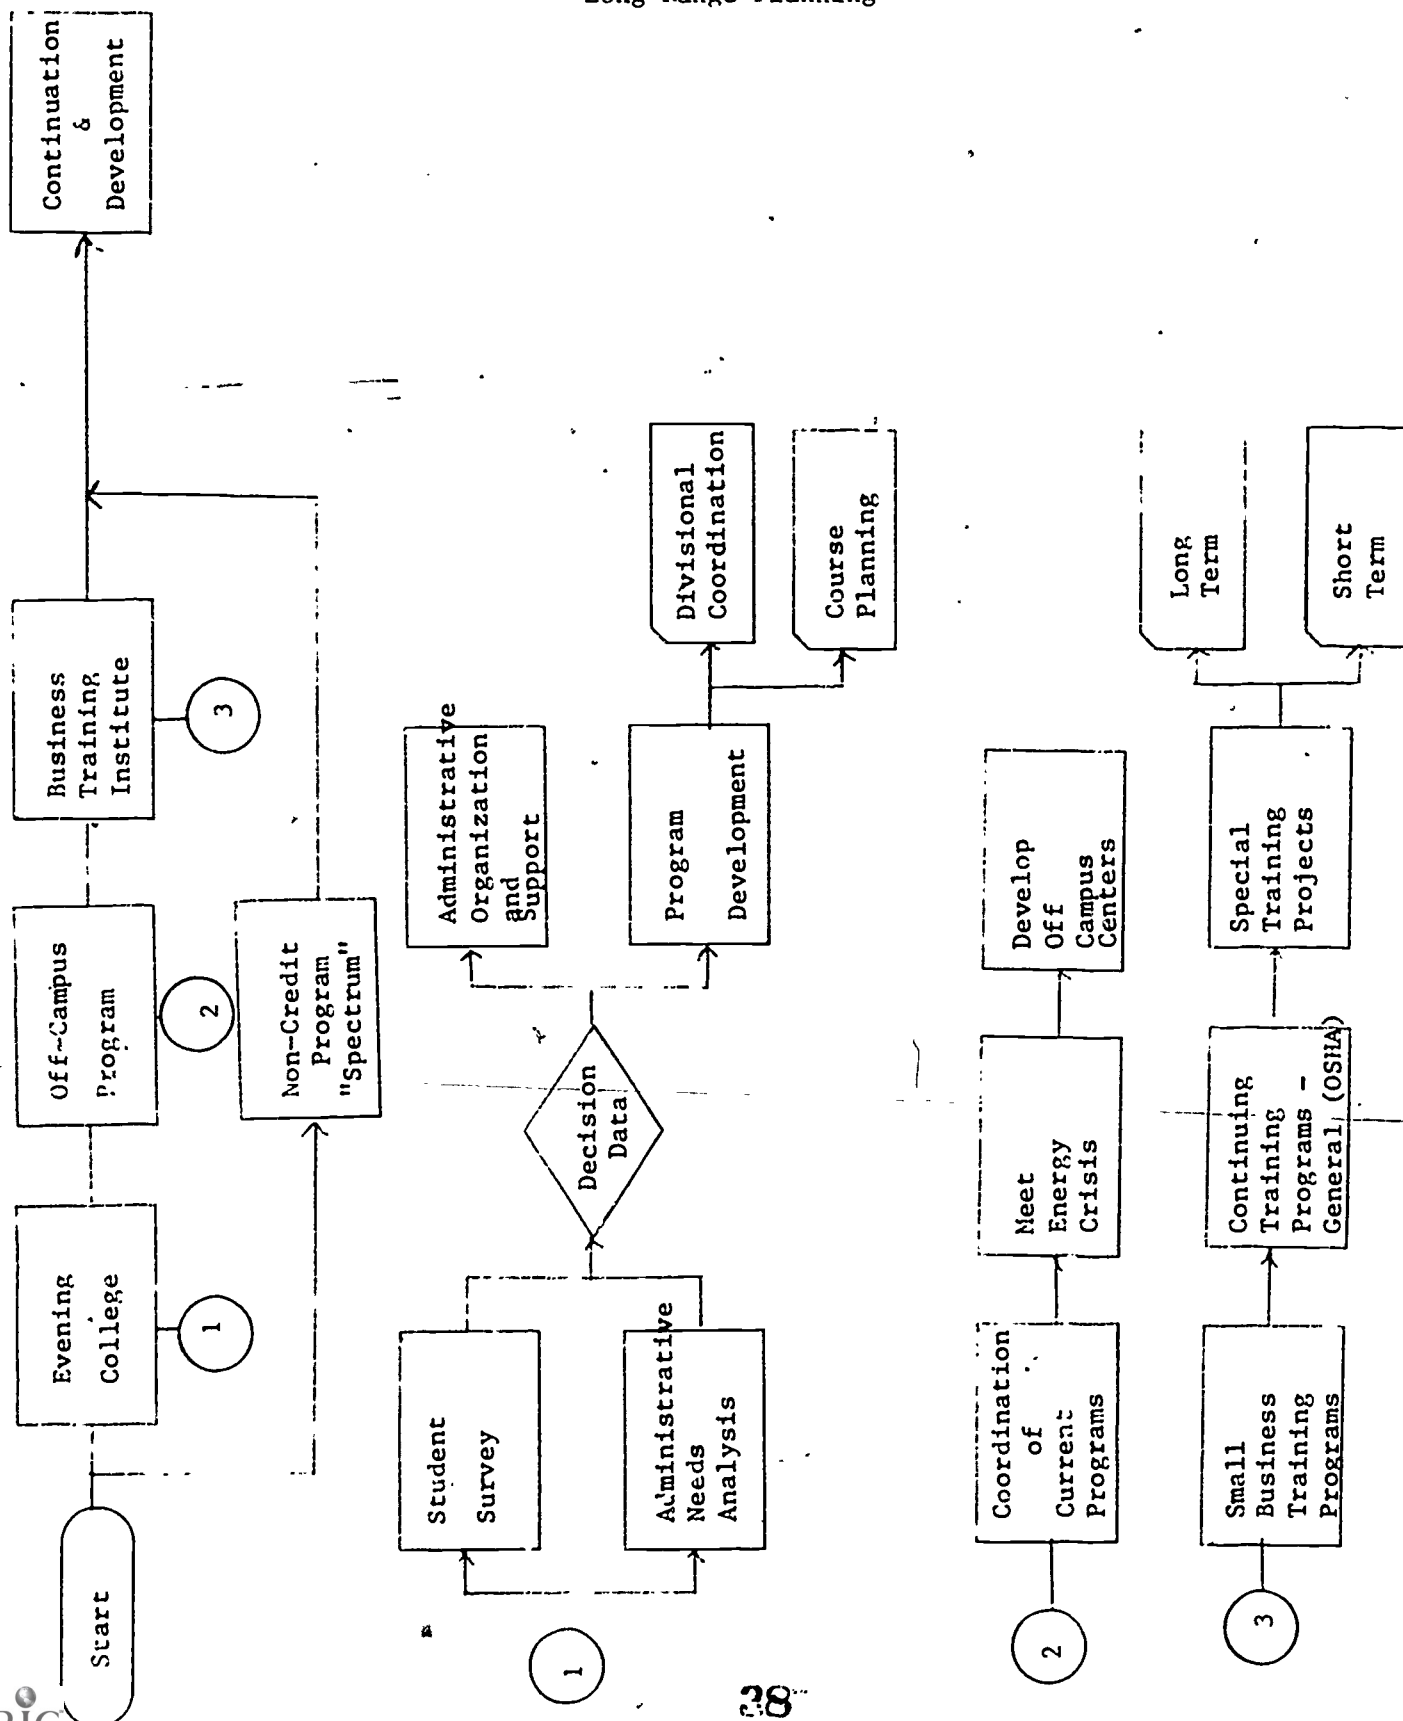 Long Range Planning
Start
Evening
College
1
Off-Campus
Program
2
Business
Training
Institute
3
Continuation
&
Development
Non-Credit
Program
"Spectrum"
1
Student
Survey
Administrative
Needs
Analysis
Decision
Data
Administrative
Organization
and
Support
Program
Development
Divisional
Coordination
Course
Planning
2
Coordination
of
Current
Programs
Meet
Energy
Crisis
Develop
Off
Campus
Centers
3
Small
Business
Training
Programs
Continuing
Training
Programs -
General (OSHA)
Special
Training
Projects
Long
Term
Short
Term
38